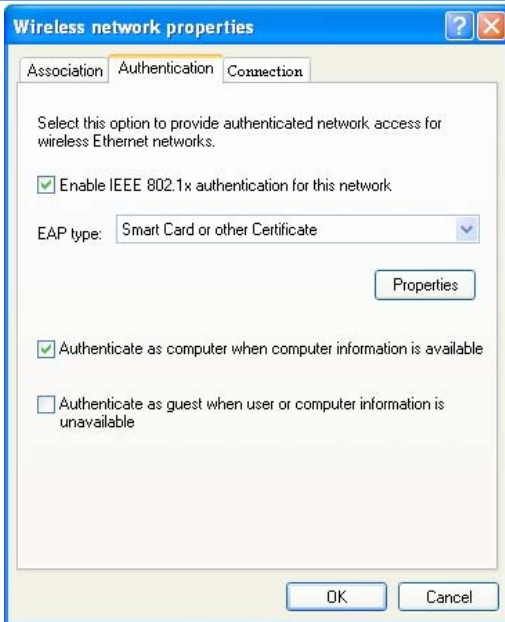 Wireless network properties
Association Authentication Connection
Select this option to provide authenticated network access for
wireless Ethernet networks.
Enable IEEE 802.1x authentication for this network
EAP type: Smart Card or other Certificate
Properties
Authenticate as computer when computer information is available
Authenticate as guest when user or computer information is
unavailable
OK Cancel